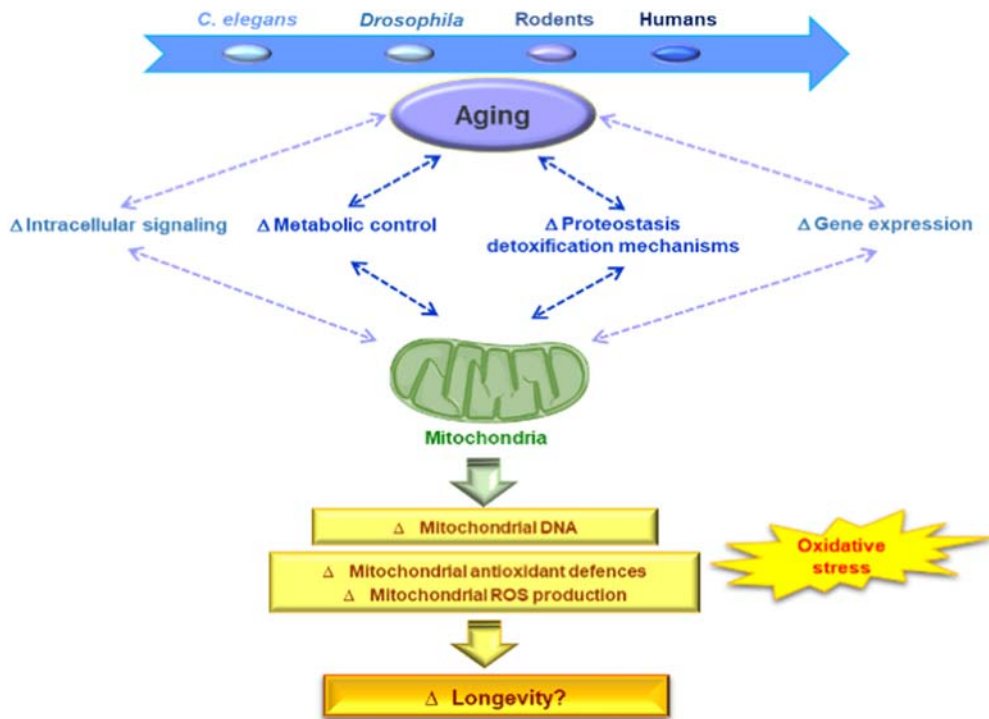 C. elegans Drosophila Rodents Humans
Aging
Δ Intracellular signaling
Δ Metabolic control
Δ Proteostasis
detoxification mechanisms
Δ Gene expression
Mitochondria
Δ Mitochondrial DNA
Δ Mitochondrial antioxidant defences
Δ Mitochondrial ROS production
Oxidative
stress
Δ Longevity?